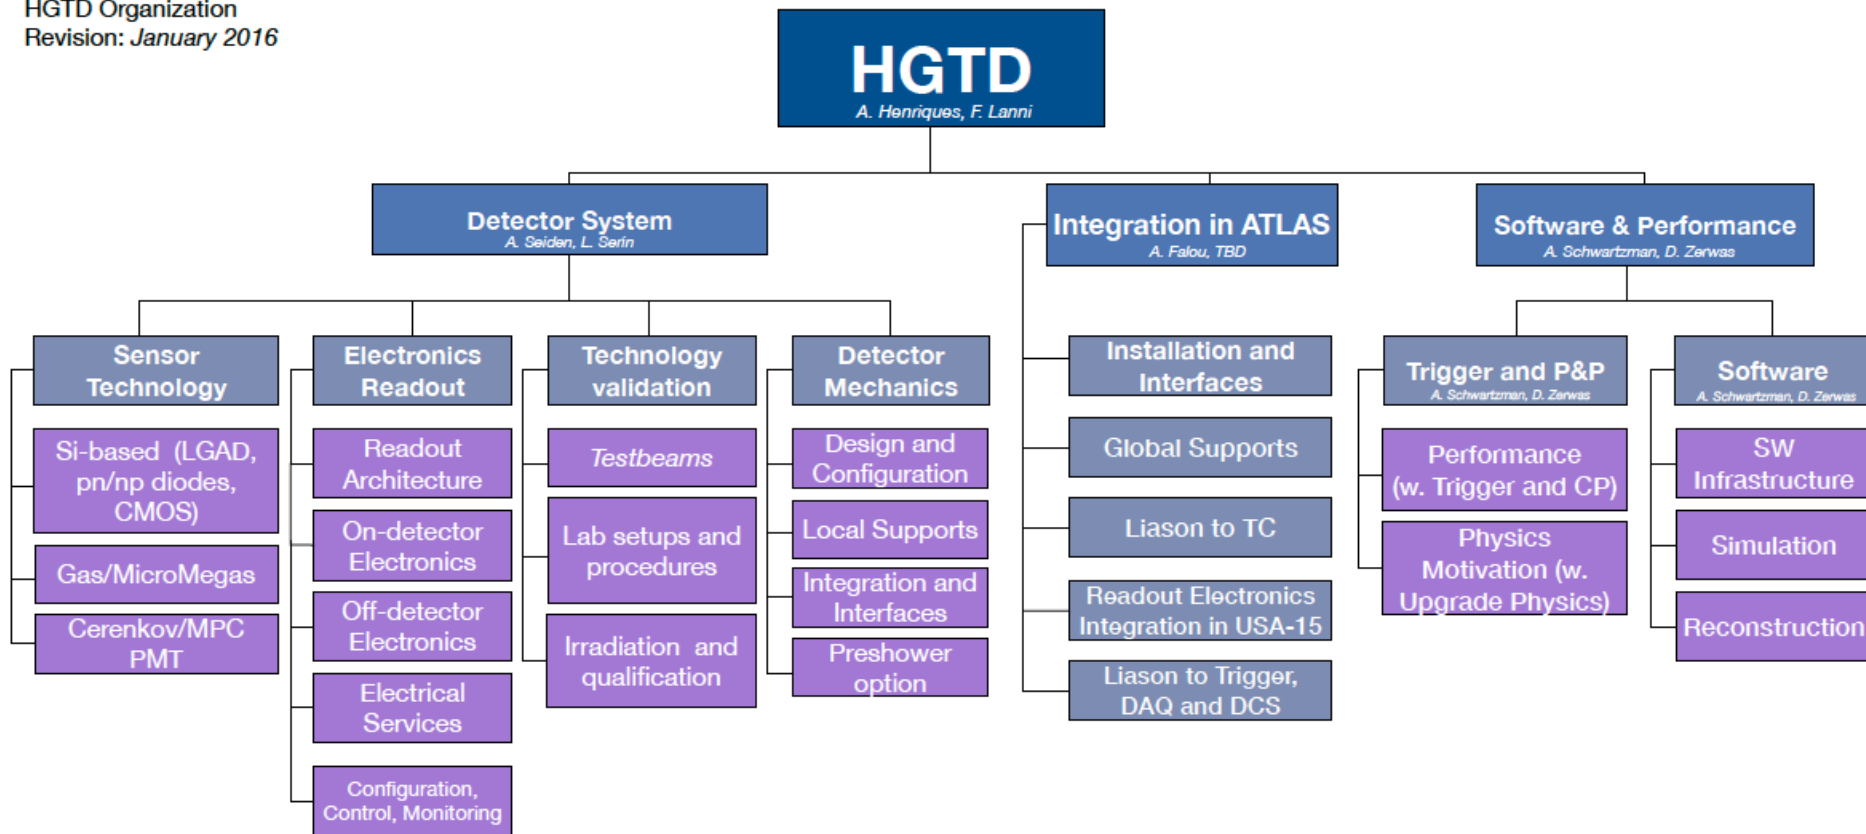 HGTD Organization
Revision: January 2016
HGTD
A. Henriques, F. Lanni
Detector System
A. Seiden, L. Serin
Integration in ATLAS
A. Falou, TBD
Software & Performance
A. Schwartzman, D. Zerwas
Sensor
Technology
Si-based (LGAD,
pn/np diodes,
CMOS)
Gas/MicroMegas
Cerenkov/MPC
PMT
Electronics
Readout
Readout
Architecture
On-detector
Electronics
Off-detector
Electronics
Electrical
Services
Configuration,
Control, Monitoring
Technology
validation
Testbeams
Lab setups and
procedures
Irradiation and
qualification
Detector
Mechanics
Design and
Configuration
Local Supports
Integration and
Interfaces
Preshower
option
Installation and
Interfaces
Global Supports
Liason to TC
Readout Electronics
Integration in USA-15
Liason to Trigger,
DAQ and DCS
Trigger and P&P
A. Schwartzman, D. Zerwas
Performance
(w. Trigger and CP)
Physics
Motivation (w.
Upgrade Physics)
Software
A. Schwartzman, D. Zerwas
SW
Infrastructure
Simulation
Reconstruction